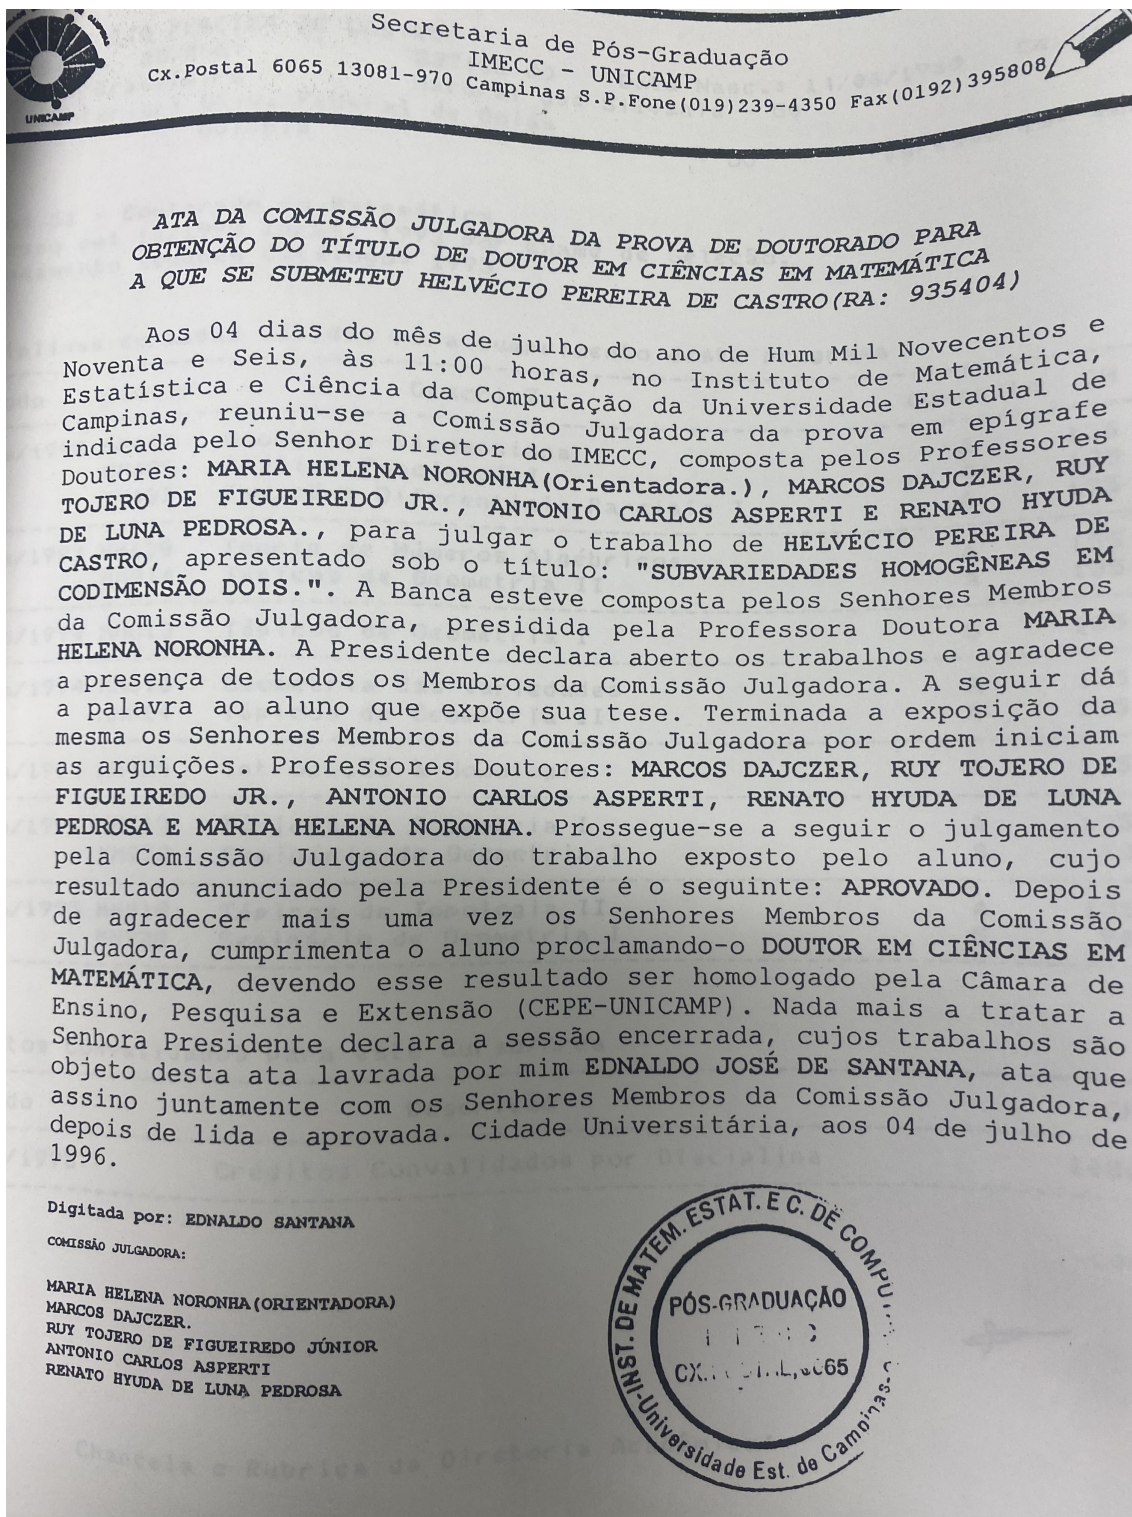 Secretaria de Pós-Graduação
IMECC - UNICAMP
Cx.Postal 6065 13081-970 Campinas S.P.Fone(019)239-4350 Fax(0192)395808
UNICAMP
ATA DA COMISSÃO JULGADORA DA PROVA DE DOUTORADO PARA
OBTENÇÃO DO TÍTULO DE DOUTOR EM CIÊNCIAS EM MATEMÁTICA
A QUE SE SUBMETEU HELVÉCIO PEREIRA DE CASTRO(RA: 935404)
Aos 04 dias do mês de julho do ano de Hum Mil Novecentos e
Noventa e Seis, às 11:00 horas, no Instituto de Matemática,
Estatística e Ciência da Computação da Universidade Estadual de
Campinas, reuniu-se a Comissão Julgadora da prova em epígrafe
indicada pelo Senhor Diretor do IMECC, composta pelos Professores
Doutores: MARIA HELENA NORONHA(Orientadora.), MARCOS DAJCZER, RUY
TOJERO DE FIGUEIREDO JR., ANTONIO CARLOS ASPERTI E RENATO HYUDA
DE LUNA PEDROSA., para julgar o trabalho de HELVÉCIO PEREIRA DE
CASTRO, apresentado sob o título: "SUBVARIEDADES HOMOGÊNEAS EM
CODIMENSÃO DOIS.". A Banca esteve composta pelos Senhores Membros
da Comissão Julgadora, presidida pela Professora Doutora MARIA
HELENA NORONHA. A Presidente declara aberto os trabalhos e agradece
a presença de todos os Membros da Comissão Julgadora. A seguir dá
a palavra ao aluno que expõe sua tese. Terminada a exposição da
mesma os Senhores Membros da Comissão Julgadora por ordem iniciam
as arguições. Professores Doutores: MARCOS DAJCZER, RUY TOJERO DE
FIGUEIREDO JR., ANTONIO CARLOS ASPERTI, RENATO HYUDA DE LUNA
PEDROSA E MARIA HELENA NORONHA. Prossegue-se a seguir o julgamento
pela Comissão Julgadora do trabalho exposto pelo aluno, cujo
resultado anunciado pela Presidente é o seguinte: APROVADO. Depois
de agradecer mais uma vez os Senhores Membros da Comissão
Julgadora, cumprimenta o aluno proclamando-o DOUTOR EM CIÊNCIAS EM
MATEMÁTICA, devendo esse resultado ser homologado pela Câmara de
Ensino, Pesquisa e Extensão (CEPE-UNICAMP). Nada mais a tratar a
Senhora Presidente declara a sessão encerrada, cujos trabalhos são
objeto desta ata lavrada por mim EDNALDO JOSÉ DE SANTANA, ata que
assino juntamente com os Senhores Membros da Comissão Julgadora,
depois de lida e aprovada. Cidade Universitária, aos 04 de julho de
1996.
Digitada por: EDNALDO SANTANA
COMISSÃO JULGADORA:
MARIA HELENA NORONHA(ORIENTADORA)
MARCOS DAJCZER.
RUY TOJERO DE FIGUEIREDO JÚNIOR
ANTONIO CARLOS ASPERTI
RENATO HYUDA DE LUNA PEDROSA
INST. DE MATEM. ESTAT. E C. DE
PÓS-GRADUAÇÃO
Universidade Est. de Campinas
Créditos Convalidados por Disciplina
Chancela e Rubrica da Diretoria